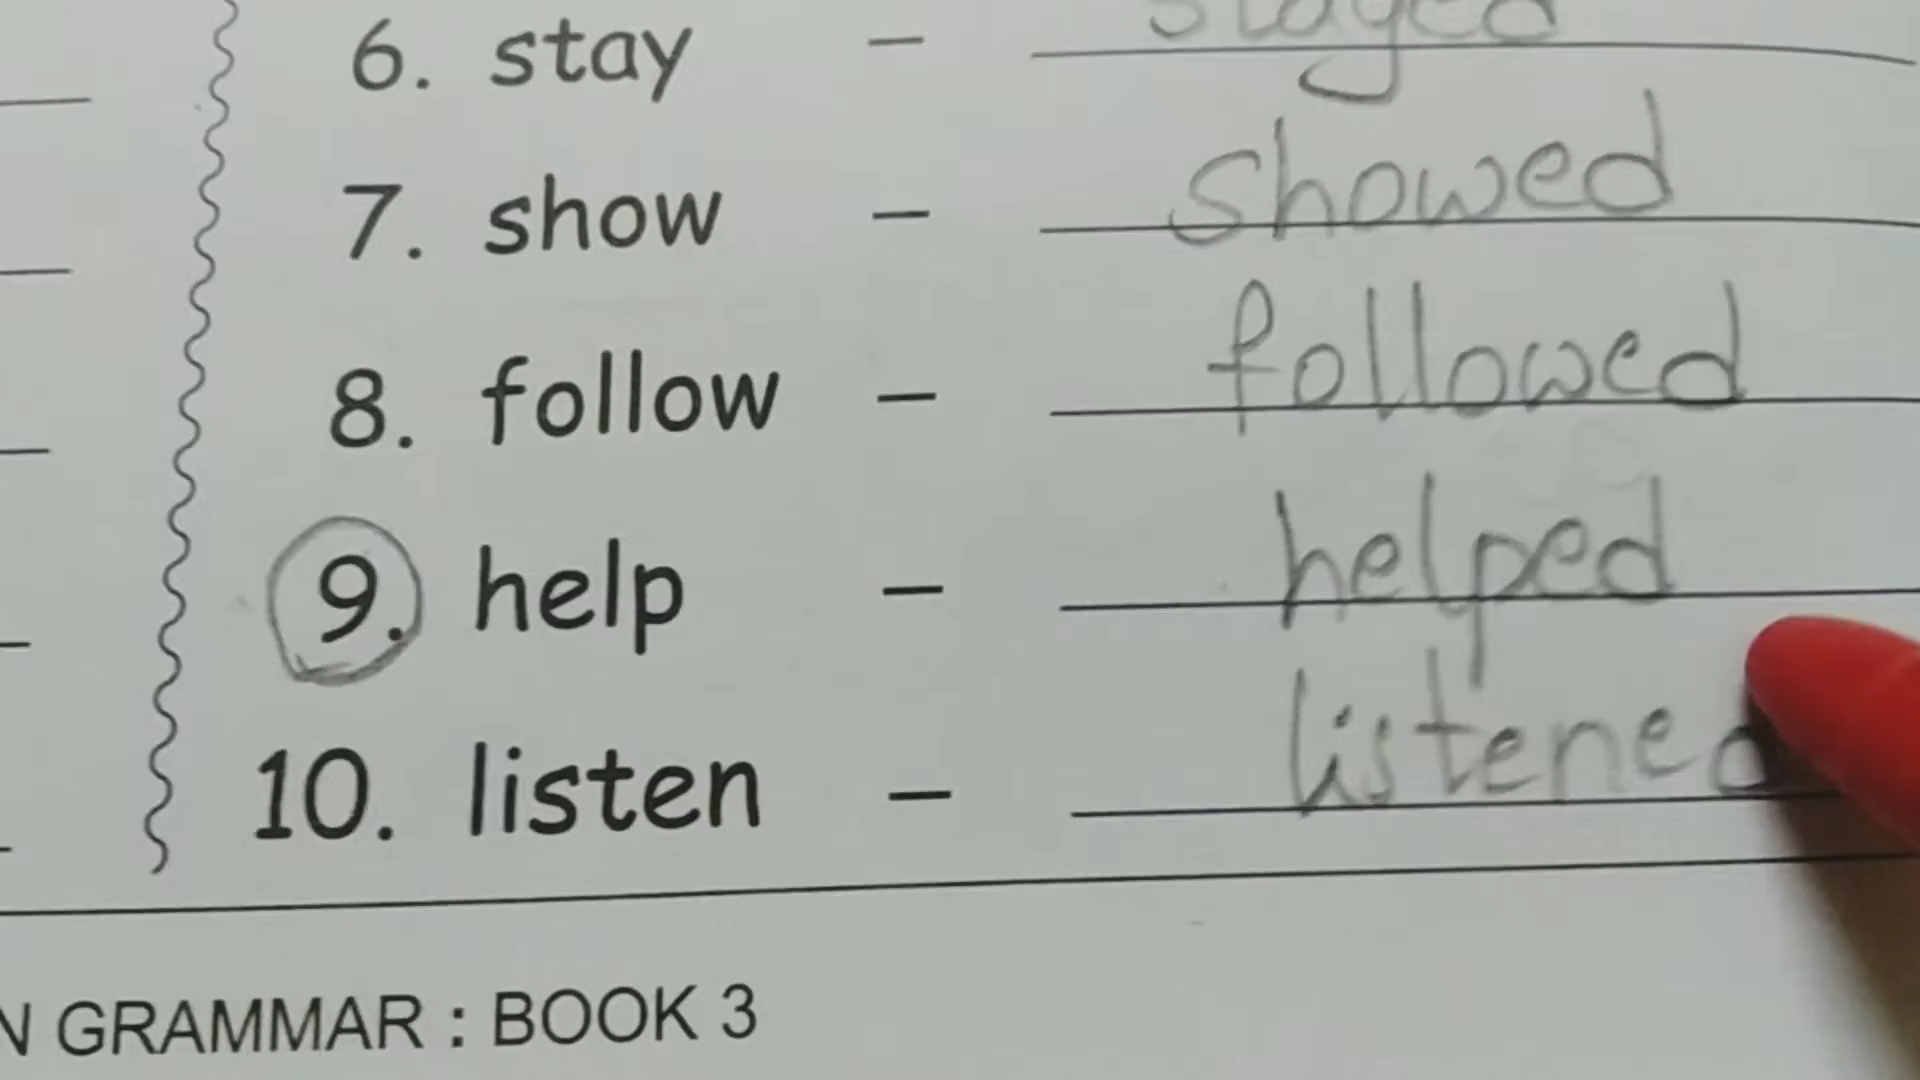 6. stay - stayed
7. show - showed
8. follow - followed
9. help - helped
10. listen - listened
N GRAMMAR : BOOK 3